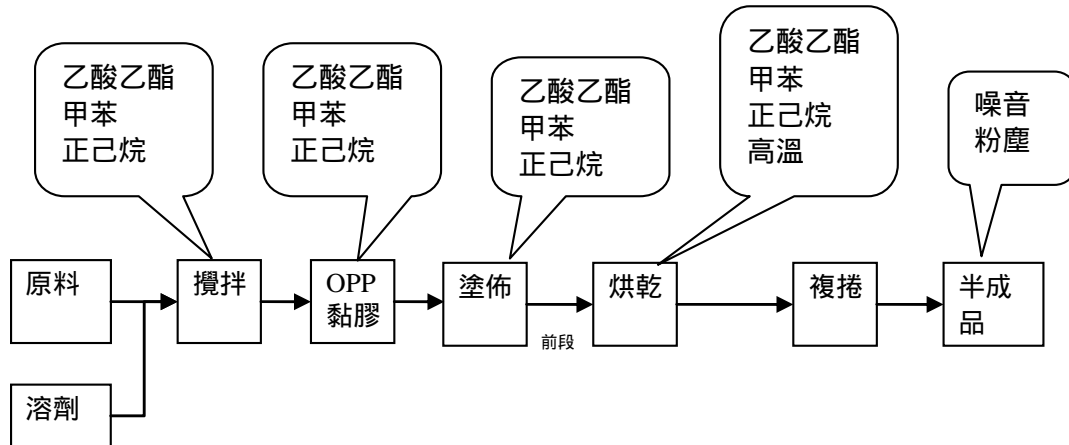 乙酸乙酯
甲苯
正己烷
乙酸乙酯
甲苯
正己烷
乙酸乙酯
甲苯
正己烷
乙酸乙酯
甲苯
正己烷
高溫
噪音
粉塵
原料
攪拌
OPP
黏膠
塗佈
前段
烘乾
複捲
半成
品
溶劑